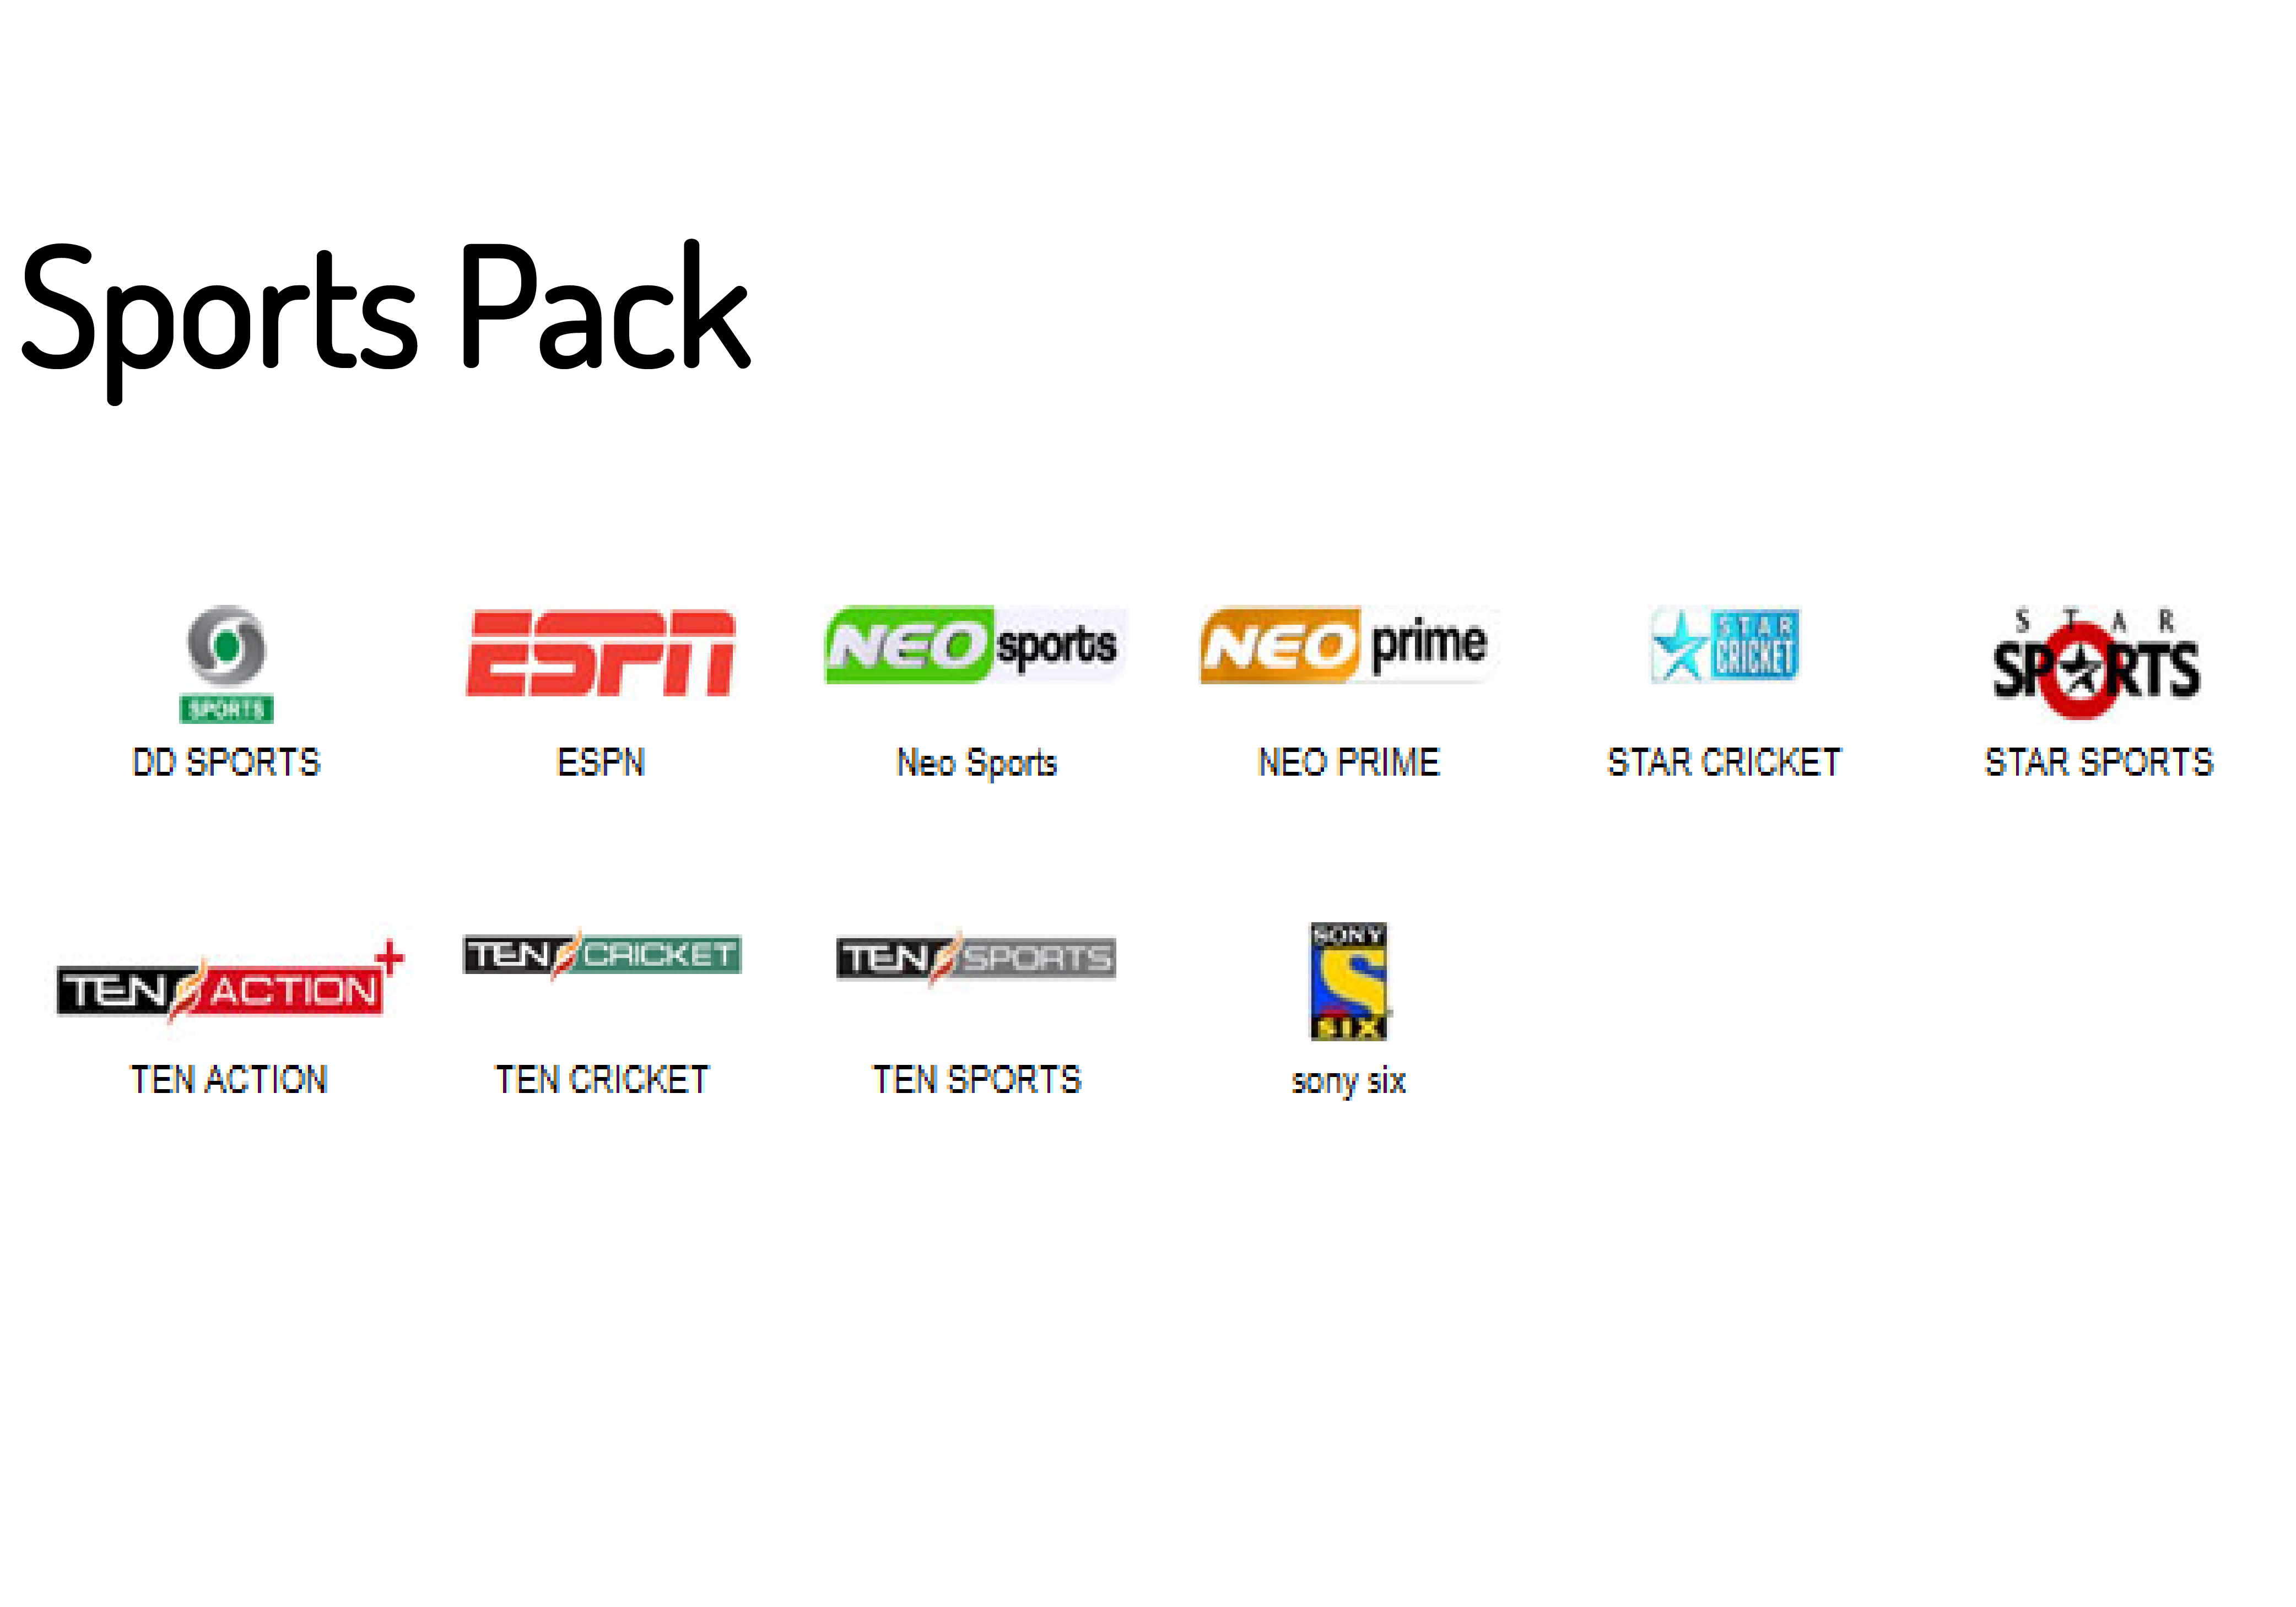 Sports Pack
SPORTS
ESPN
NEO sports
NEO prime
STAR
CRICKET
STAR
SPORTS
DD SPORTS
ESPN
Neo Sports
NEO PRIME
STAR CRICKET
STAR SPORTS
TEN ACTION+
TEN CRICKET
TEN SPORTS
SONY
SIX
TEN ACTION
TEN CRICKET
TEN SPORTS
sony six